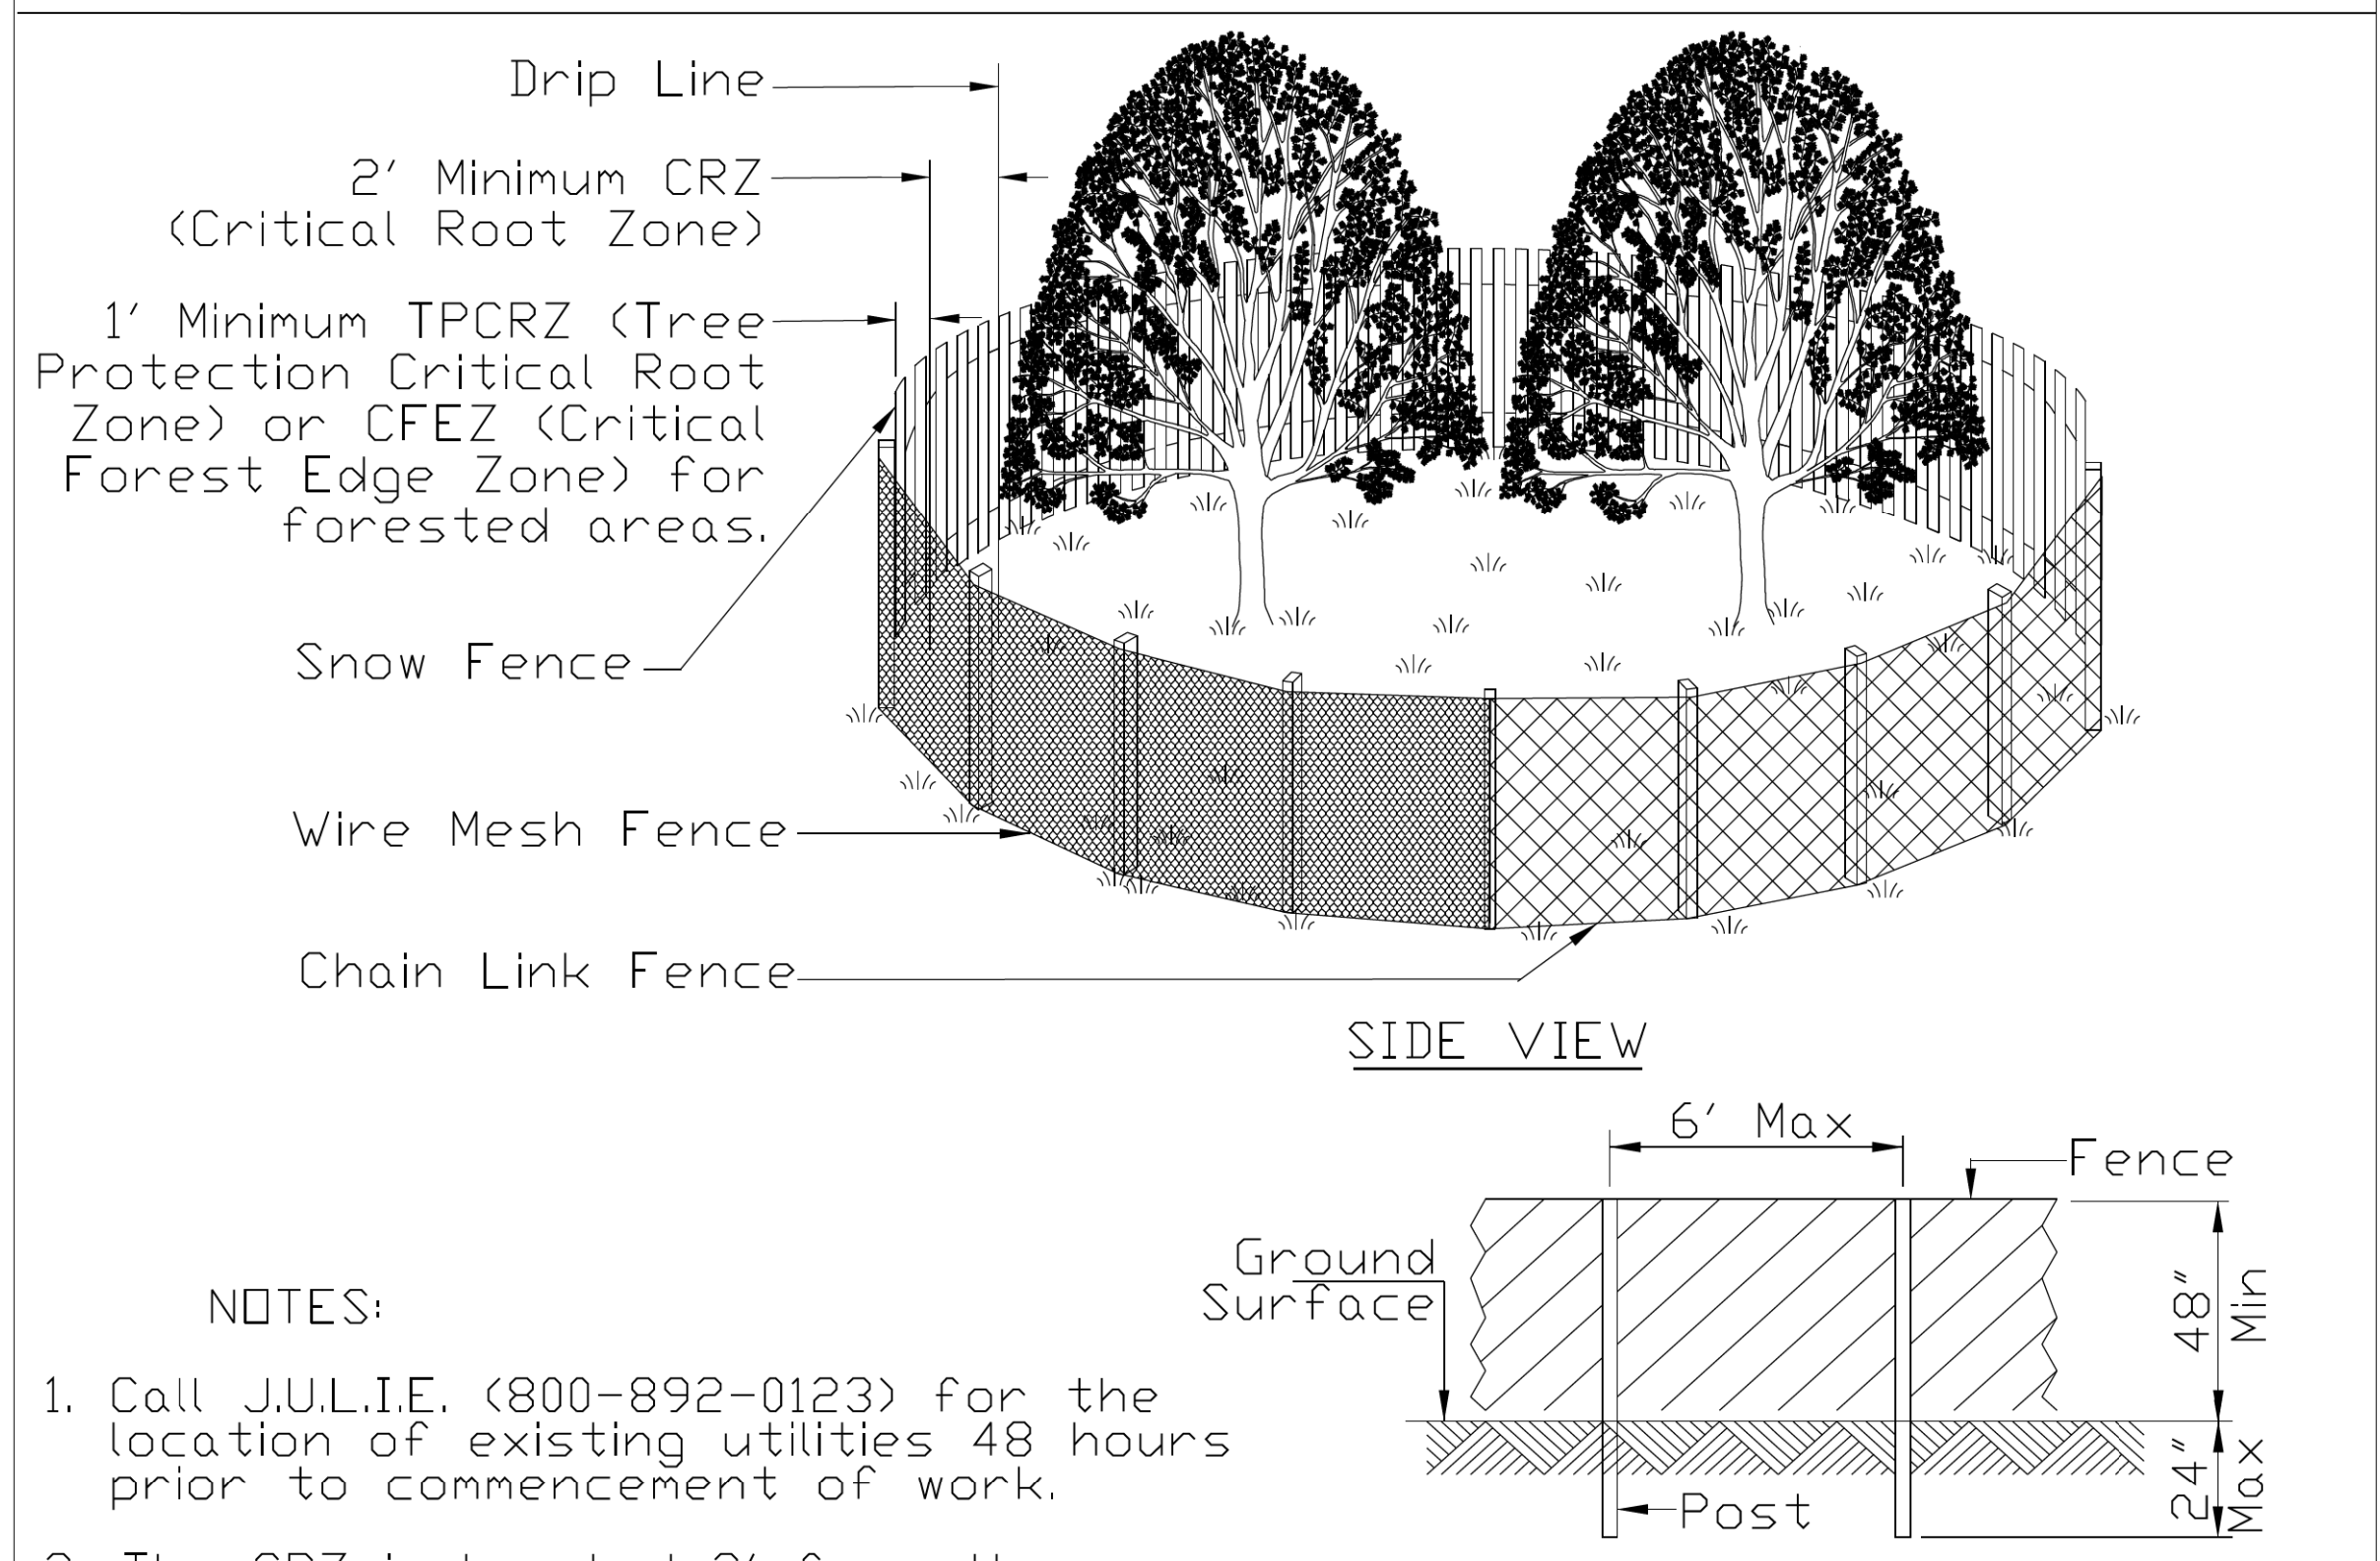 Drip Line
2' Minimum CRZ
(Critical Root Zone)
1' Minimum TPCRZ (Tree
Protection Critical Root
Zone) or CFEZ (Critical
Forest Edge Zone) for
forested areas.
Snow Fence
Wire Mesh Fence
Chain Link Fence
SIDE VIEW
6' Max
Fence
Ground
Surface
48"
Min
24"
Max
Post
NOTES:
1. Call J.U.L.I.E. (800-892-0123) for the
location of existing utilities 48 hours
prior to commencement of work.